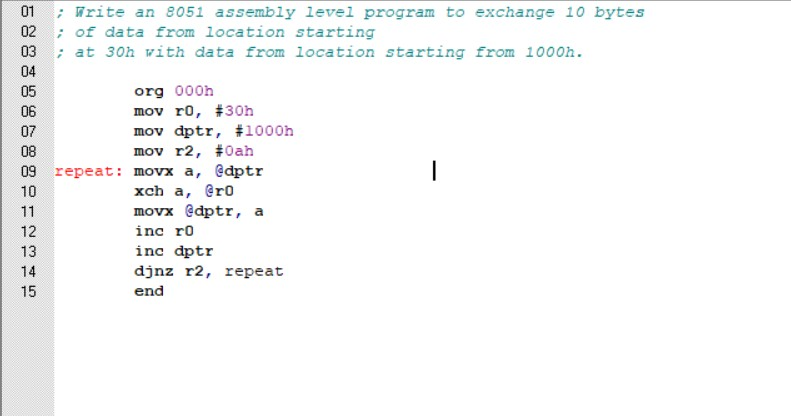 01 ; Write an 8051 assembly level program to exchange 10 bytes
02 ; of data from location starting
03 ; at 30h with data from location starting from 1000h.
04
05 org 000h
06 mov r0, #30h
07 mov dptr, #1000h
08 mov r2, #0ah
09 repeat: movx a, @dptr
10 xch a, @r0
11 movx @dptr, a
12 inc r0
13 inc dptr
14 djnz r2, repeat
15 end